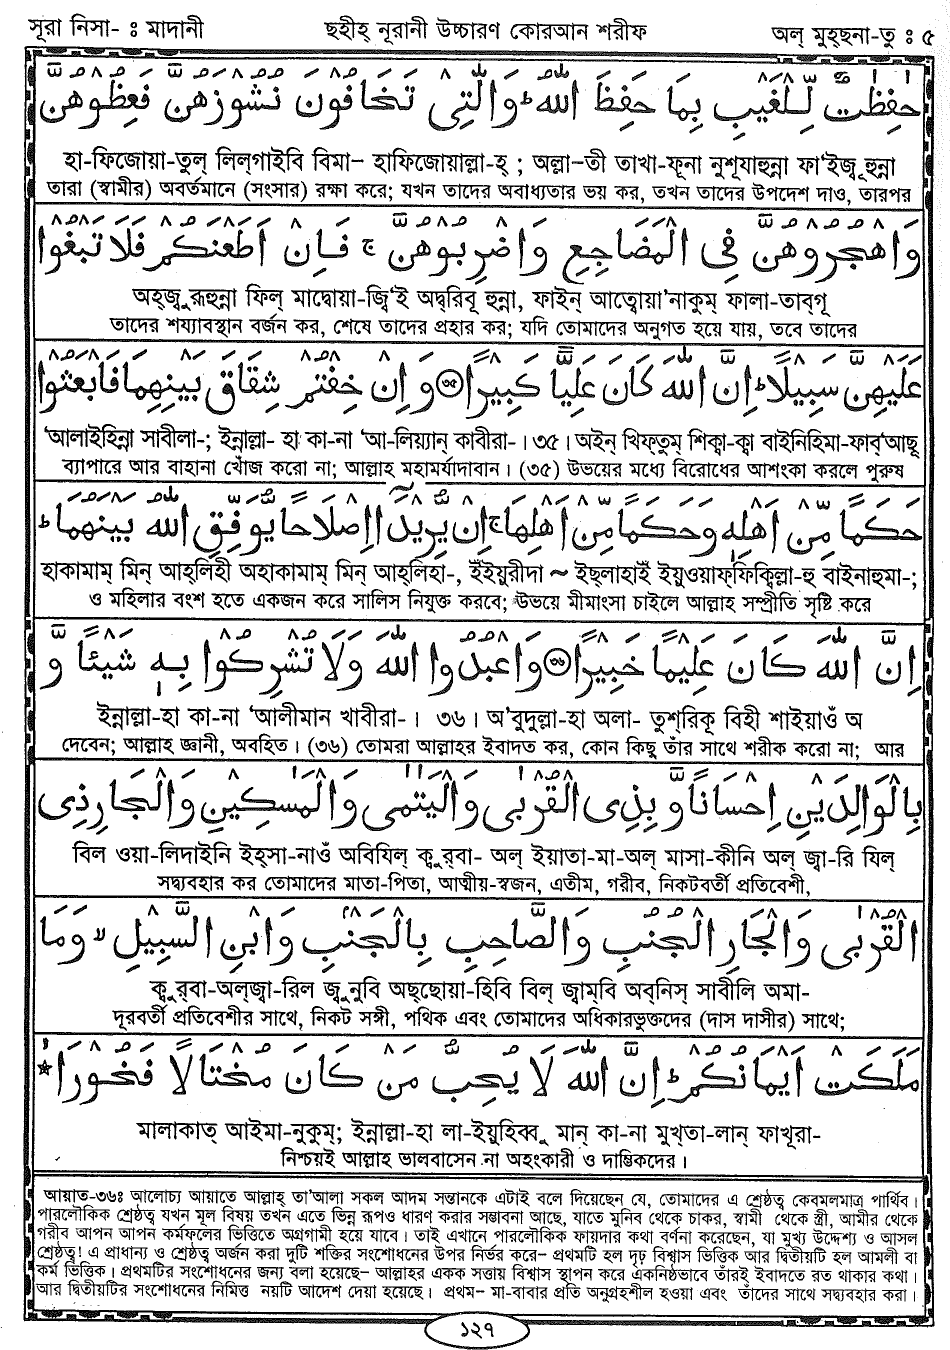 সূরা নিসা- ঃ মাদানী ছহীহ্ নূরানী উচ্চারণ কোরআন শরীফ অল্ মুহ্ছনা-তু ঃ ৫
حٰفِظٰتٌ لِّلْغَيْبِ بِمَا حَفِظَ اللّٰهُ ؕ وَالّٰتِيْ تَخَافُوْنَ نُشُوْزَهُنَّ فَعِظُوْهُنَّ
হা-ফিজোয়া-তুল্ লিল্গাইবি বিমা- হাফিজোয়াল্লা-হ্ ; অল্লা-তী তাখা-ফূনা নুশূযাহুন্না ফা‘ইজূ হুন্না
তারা (স্বামীর) অবর্তমানে (সংসার) রক্ষা করে; যখন তাদের অবাধ্যতার ভয় কর, তখন তাদের উপদেশ দাও, তারপর
وَاهْجُرُوْهُنَّ فِي الْمَضَاجِعِ وَاضْرِبُوْهُنَّ ۚ فَاِنْ اَطَعْنَكُمْ فَلَا تَبْغُوْا
অহ্জু রূহুন্না ফিল্ মাদ্বোয়া-জ্বি‘ই অদ্বরিবূ হুন্না, ফাইন্ আত্বোয়া’নাকুম্ ফালা-তাব্গূ
তাদের শয্যাবস্থান বর্জন কর, শেষে তাদের প্রহার কর; যদি তোমাদের অনুগত হয়ে যায়, তবে তাদের
عَلَيْهِنَّ سَبِيْلًا ؕ اِنَّ اللّٰهَ كَانَ عَلِيًّا كَبِيْرًا ﴿۳۵﴾ وَ اِنْ خِفْتُمْ شِقَاقَ بَيْنِهِمَا فَابْعَثُوْا
‘আলাইহিন্না সাবীলা-; ইন্নাল্লা- হা কা-না ‘আ-লিয়্যান্ কাবীরা-। ৩৫। অইন্ খিফ্তুম্ শিক্বা-ক্বা বাইনিহিমা-ফাব্‘আছূ
ব্যাপারে আর বাহানা খোঁজ করো না; আল্লাহ মহামর্যাদাবান। (৩৫) উভয়ের মধ্যে বিরোধের আশংকা করলে পুরুষ
حَكَمًا مِّنْ اَهْلِهٖ وَحَكَمًا مِّنْ اَهْلِهَا ۚ اِنْ يُّرِيْدَآ اِصْلَاحًا يُّوَفِّقِ اللّٰهُ بَيْنَهُمَا ؕ
হাকামাম্ মিন্ আহ্লিহী অহাকামাম্ মিন্ আহ্লিহা-, ইঁইয়ুরীদা ~ ইছ্লাহাইঁ ইয়ুওয়াফ্ফিক্বিল্লা-হু বাইনাহুমা-;
ও মহিলার বংশ হতে একজন করে সালিস নিযুক্ত করবে; উভয়ে মীমাংসা চাইলে আল্লাহ সম্প্রীতি সৃষ্টি করে
اِنَّ اللّٰهَ كَانَ عَلِيْمًا خَبِيْرًا ﴿۳۶﴾ وَاعْبُدُوا اللّٰهَ وَلَا تُشْرِكُوْا بِهٖ شَيْئًا وَّ
ইন্নাল্লা-হা কা-না ‘আলীমান খাবীরা-। ৩৬। অ’বুদুল্লা-হা অলা- তুশ্রিকূ বিহী শাইয়াওঁ অ
দেবেন; আল্লাহ জ্ঞানী, অবহিত। (৩৬) তোমরা আল্লাহর ইবাদত কর, কোন কিছু তাঁর সাথে শরীক করো না; আর
بِالْوَالِدَيْنِ اِحْسَانًا وَّ بِذِي الْقُرْبٰى وَالْيَتٰمٰى وَالْمَسٰكِيْنِ وَالْجَارِ ذِي
বিল ওয়া-লিদাইনি ইহ্সা-নাওঁ অবিযিল্ ক্বুর্বা- অল্ ইয়াতা-মা-অল্ মাসা-কীনি অল্ জ্বা-রি যিল্
সদ্ব্যবহার কর তোমাদের মাতা-পিতা, আত্মীয়-স্বজন, এতীম, গরীব, নিকটবর্তী প্রতিবেশী,
الْقُرْبٰى وَالْجَارِ الْجُنُبِ وَالصَّاحِبِ بِالْجَنْبِ وَابْنِ السَّبِيْلِ ۙ وَمَا
ক্বুর্বা-অল্জ্বা-রিল জ্বুনুবি অছ্ছোয়া-হিবি বিল্ জ্বাম্বি অব্নিস্ সাবীলি অমা-
দূরবর্তী প্রতিবেশীর সাথে, নিকট সঙ্গী, পথিক এবং তোমাদের অধিকারভুক্তদের (দাস দাসীর) সাথে;
مَلَكَتْ اَيْمَانُكُمْ ؕ اِنَّ اللّٰهَ لَا يُحِبُّ مَنْ كَانَ مُخْتَالًا فَخُوْرًا
মালাকাত্ আইমা-নুকুম্; ইন্নাল্লা-হা লা-ইয়ুহিব্বু মান্ কা-না মুখ্তা-লান্ ফাখূরা-
নিশ্চয়ই আল্লাহ ভালবাসেন না অহংকারী ও দাম্ভিকদের।
আয়াত-৩৬ঃ আলোচ্য আয়াতে আল্লাহ্ তা’আলা সকল আদম সন্তানকে এটাই বলে দিয়েছেন যে, তোমাদের এ শ্রেষ্ঠত্ব কেবলমাত্র পার্থিব।
পারলৌকিক শ্রেষ্ঠত্ব যখন মূল বিষয় তখন এতে ভিন্ন রূপও ধারণ করার সম্ভাবনা আছে, যাতে মুনিব থেকে চাকর, স্বামী থেকে স্ত্রী, আমীর থেকে
গরীব আপন আপন কর্মফলের ভিত্তিতে অগ্রগামী হয়ে যাবে। তাই এখানে পারলৌকিক ফায়দার কথা বর্ণনা করেছেন, যা মুখ্য উদ্দেশ্য ও আসল
শ্রেষ্ঠত্ব! এ প্রাধান্য ও শ্রেষ্ঠত্ব অর্জন করা দুটি শক্তির সংশোধনের উপর নির্ভর করে- প্রথমটি হল দৃঢ় বিশ্বাস ভিত্তিক আর দ্বিতীয়টি হল আমলী বা
কর্ম ভিত্তিক। প্রথমটির সংশোধনের জন্য বলা হয়েছে- আল্লাহর একক সত্তায় বিশ্বাস স্থাপন করে একনিষ্ঠভাবে তাঁরই ইবাদতে রত থাকার কথা।
আর দ্বিতীয়টির সংশোধনের নিমিত্ত নয়টি আদেশ দেয়া হয়েছে। প্রথম- মা-বাবার প্রতি অনুগ্রহশীল হওয়া এবং তাঁদের সাথে সদ্ব্যবহার করা।
১২৭